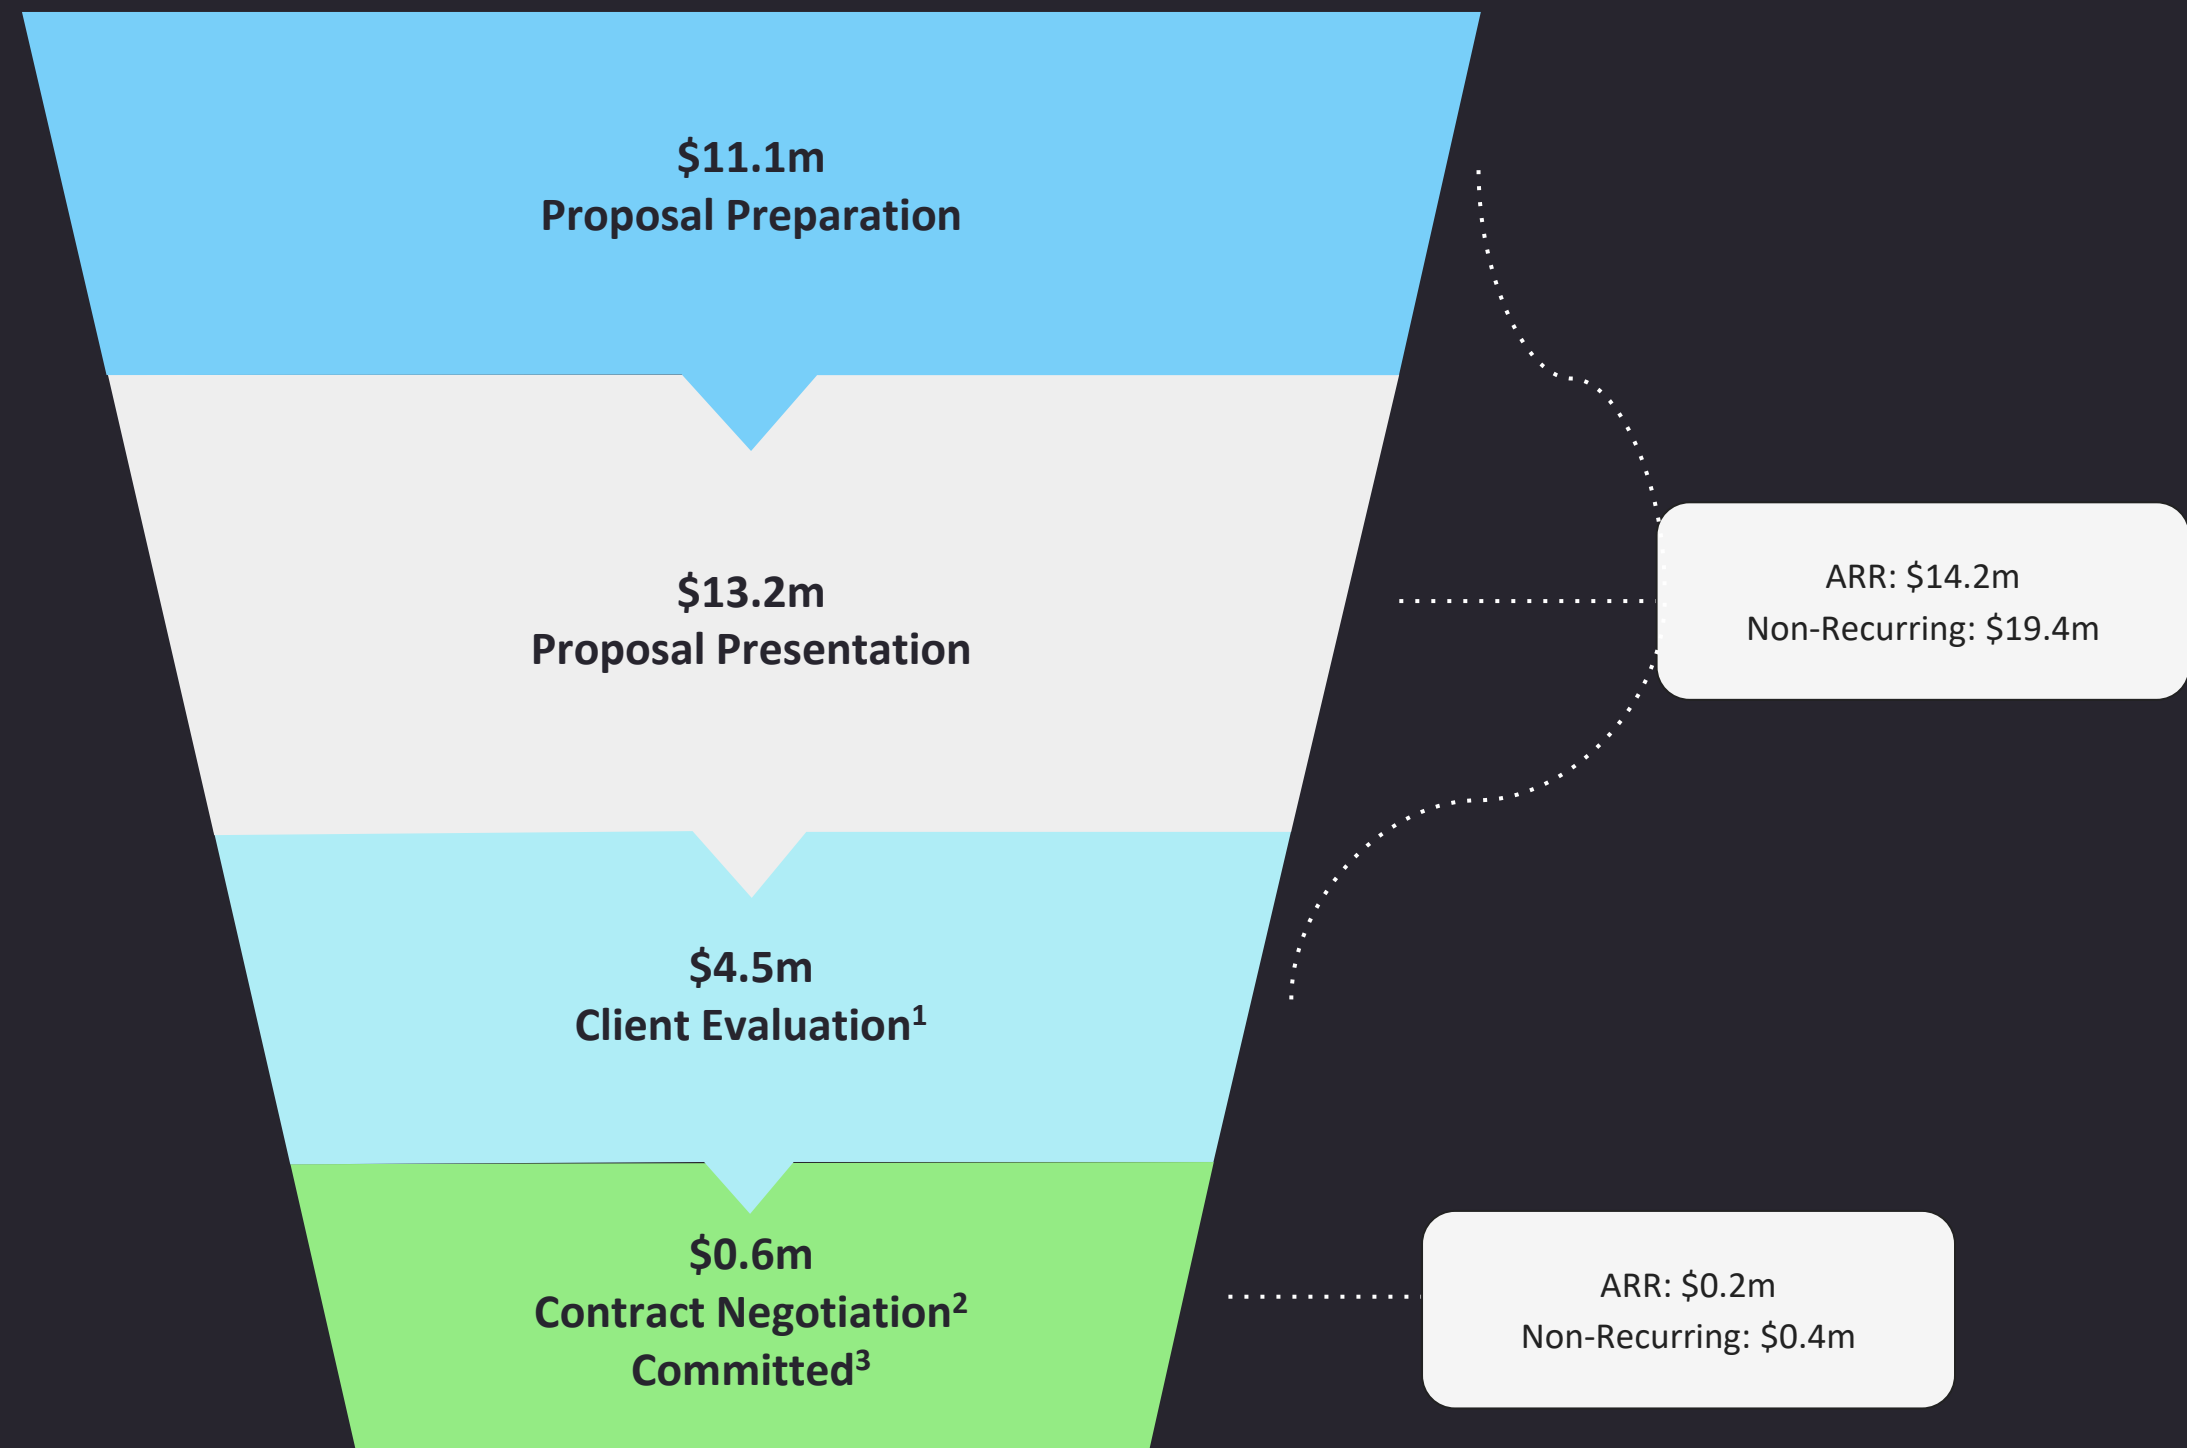 $11.1m
Proposal Preparation
$13.2m
Proposal Presentation
ARR: $14.2m
Non-Recurring: $19.4m
$4.5m
Client Evaluation¹
$0.6m
Contract Negotiation²
Committed³
ARR: $0.2m
Non-Recurring: $0.4m